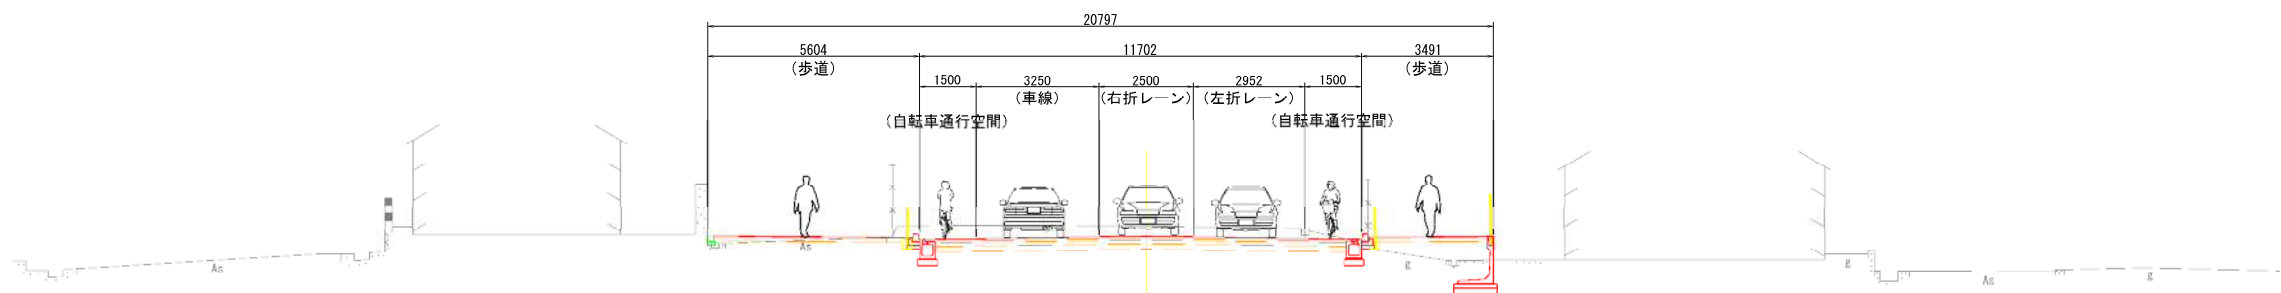 20797
5604 11702 3491
(歩道) (歩道)
1500 3250 2500 2952 1500
(車線) (右折レーン) (左折レーン)
(自転車通行空間) (自転車通行空間)
As
As g g
As g